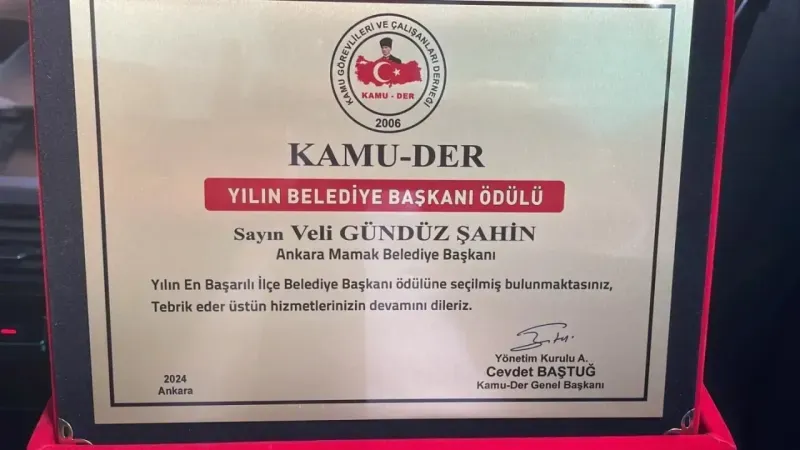 KAMU GÖREVLİLERİ VE ÇALIŞANLARI DERNEĞİ
KAMU - DER
2006
KAMU-DER
YILIN BELEDİYE BAŞKANI ÖDÜLÜ
Sayın Veli GÜNDÜZ ŞAHİN
Ankara Mamak Belediye Başkanı
Yılın En Başarılı İlçe Belediye Başkanı ödülüne seçilmiş bulunmaktasınız,
Tebrik eder üstün hizmetlerinizin devamını dileriz.
Yönetim Kurulu A.
Cevdet BAŞTUĞ
Kamu-Der Genel Başkanı
2024
Ankara